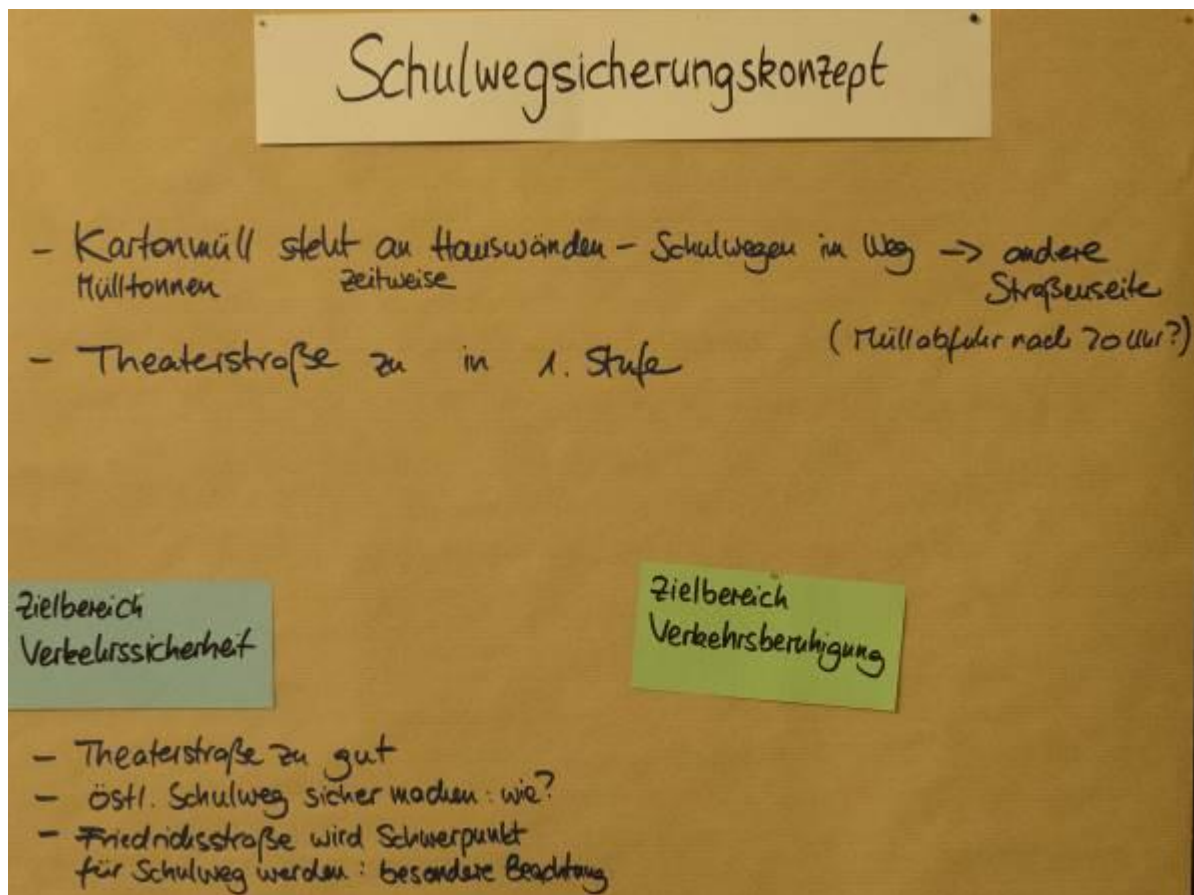 Schulwegsicherungskonzept
- Kartonmüll steht an Hauswänden - Schulwegen im Weg -> andere
Mülltonnen zeitweise Straßenseite
(Müllabfuhr nach 20 Uhr?)
- Theaterstraße zu in 1. Stufe
Zielbereich
Verkehrssicherheit
- Theaterstraße zu gut
- östl. Schulweg sicher machen: wie?
- Friedrichsstraße wird Schwerpunkt
für Schulweg werden: besondere Beachtung
Zielbereich
Verkehrsberuhigung